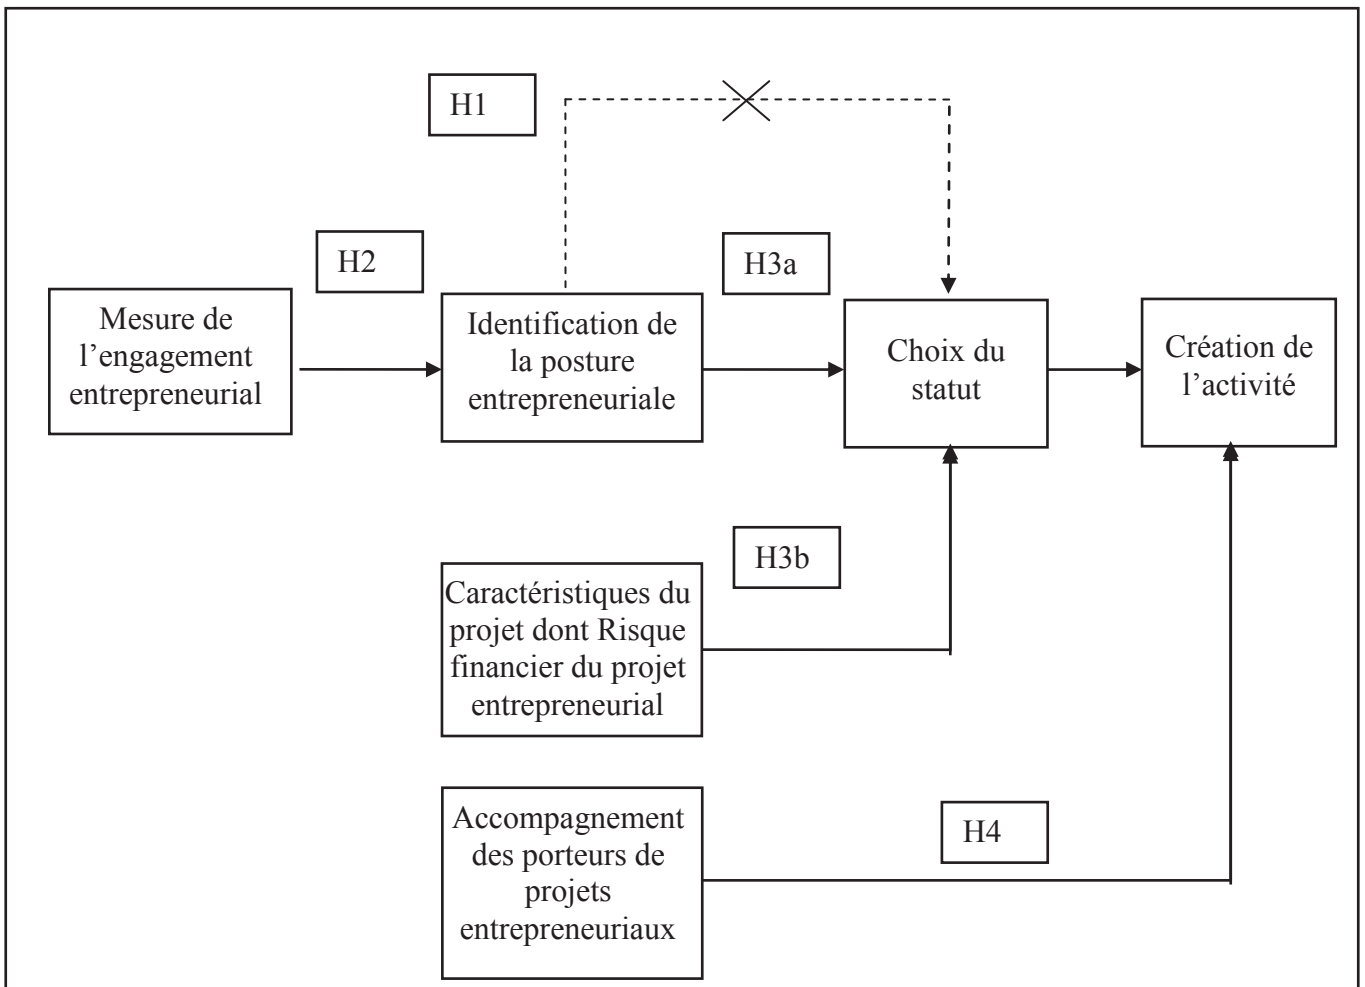 H1
H2
H3a
Mesure de
l’engagement
entrepreneurial
Identification de
la posture
entrepreneuriale
Choix du
statut
Création de
l’activité
H3b
Caractéristiques du
projet dont Risque
financier du projet
entrepreneurial
Accompagnement
des porteurs de
projets
entrepreneuriaux
H4